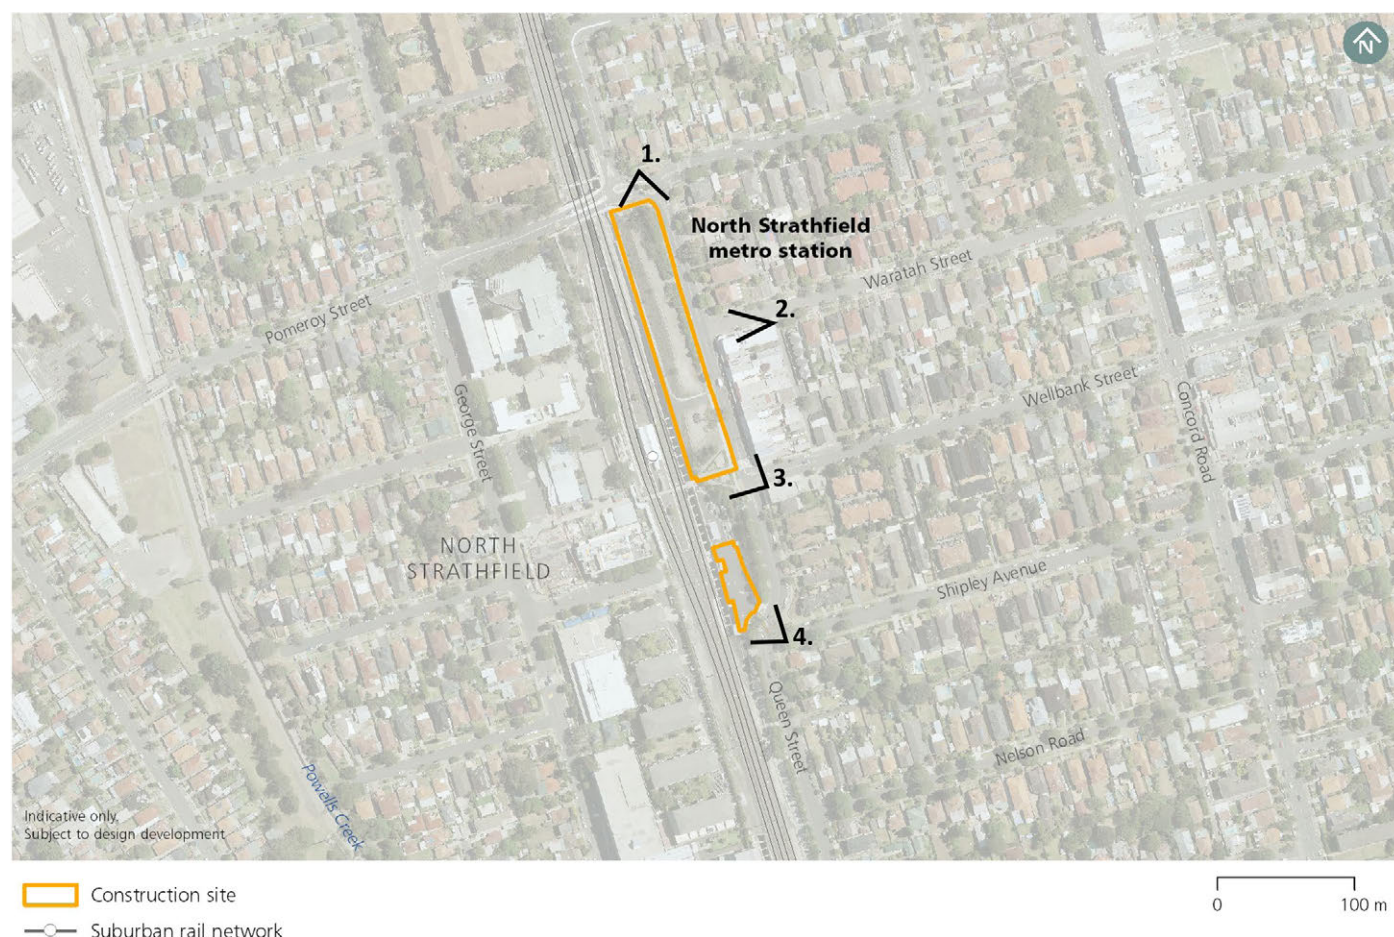 N
1.
North Strathfield
metro station
Waratah Street
2.
Pomeroy Street
Wellbank Street
George Street
Concord Road
3.
NORTH
STRATHFIELD
Shipley Avenue
4.
Queen Street
Nelson Road
Powells Creek
Indicative only.
Subject to design development
Construction site
0
100 m
Suburban rail network